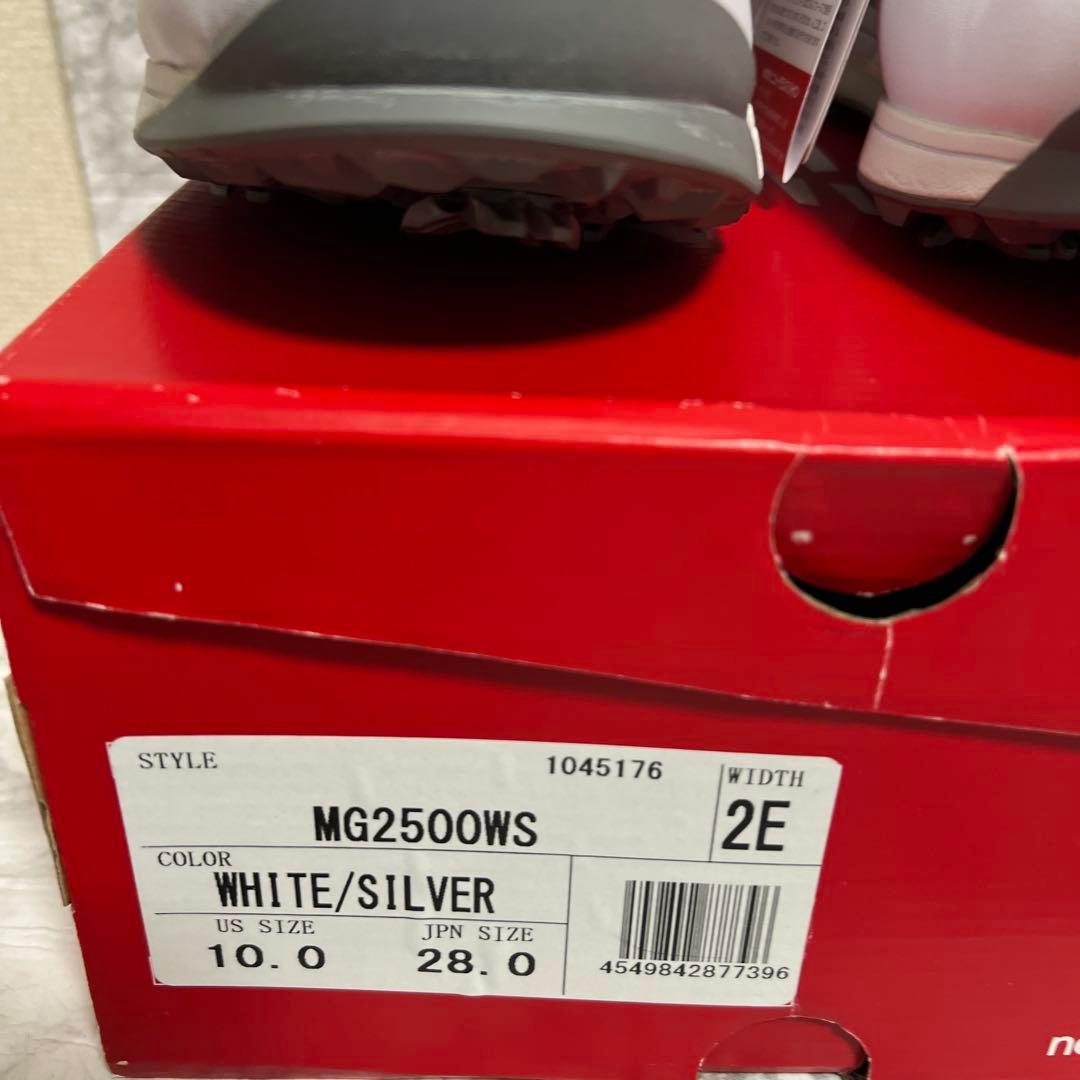 STYLE
1045176
WIDTH
MG2500WS
2E
COLOR
WHITE/SILVER
US SIZE
JPN SIZE
10.0
28.0
4549842877396